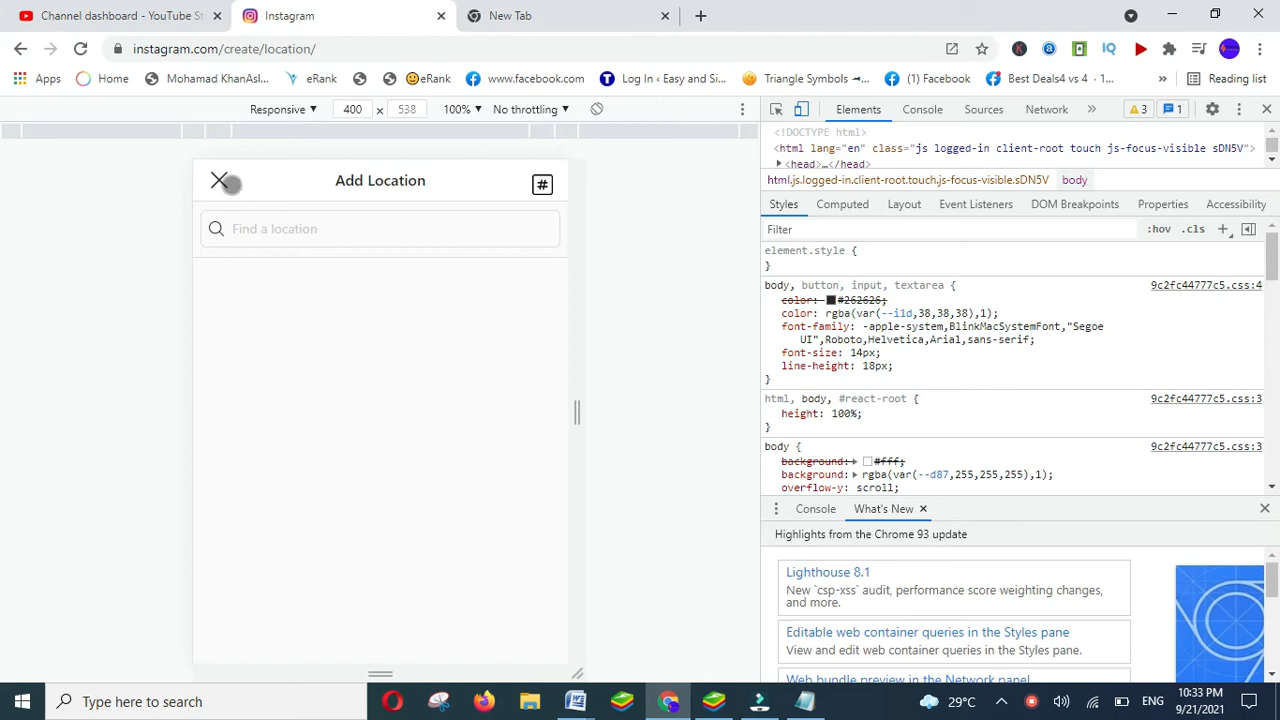 Channel dashboard - YouTube St
Instagram
New Tab
instagram.com/create/location/
Apps
Home
Mohamad KhanAsl...
eRank
eRank
www.facebook.com
Log In ‹ Easy and Si...
Triangle Symbols
(1) Facebook
Best Deals4 vs 4 · 1...
»
Reading list
Responsive ▼
400 × 538
100% ▼
No throttling ▼
Elements
Console
Sources
Network
»
3
1
<!DOCTYPE html>
<html lang="en" class="js logged-in client-root touch js-focus-visible sDN5V">
▸<head>…</head>
html.js.logged-in.client-root.touch.js-focus-visible.sDN5V
body
Styles
Computed
Layout
Event Listeners
DOM Breakpoints
Properties
Accessibility
Filter
:hov
.cls
+
element.style {
}
body, button, input, textarea {
9c2fc44777c5.css:4
color: #262626;
color: rgba(var(--i1d,38,38,38),1);
font-family: -apple-system,BlinkMacSystemFont,"Segoe
UI",Roboto,Helvetica,Arial,sans-serif;
font-size: 14px;
line-height: 18px;
}
html, body, #react-root {
9c2fc44777c5.css:3
height: 100%;
}
body {
9c2fc44777c5.css:3
background: ▸ #fff;
background: ▸ rgba(var(--d87,255,255,255),1);
overflow-y: scroll;
Add Location
#
Find a location
Console
What's New ×
Highlights from the Chrome 93 update
Lighthouse 8.1
New `csp-xss` audit, performance score weighting changes,
and more.
Editable web container queries in the Styles pane
View and edit web container queries in the Styles pane.
Web bundle preview in the Network panel
Type here to search
29°C
ENG
10:33 PM
9/21/2021